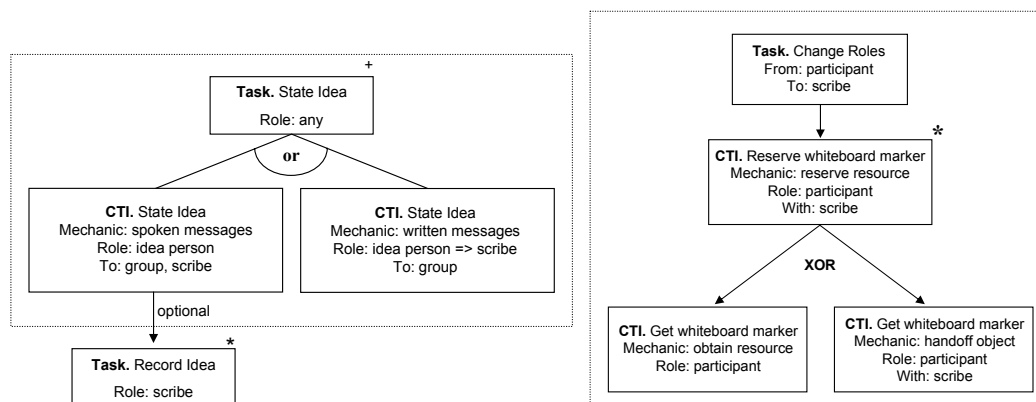 +
Task. State Idea
Role: any
or
CTI. State Idea
Mechanic: spoken messages
Role: idea person
To: group, scribe
CTI. State Idea
Mechanic: written messages
Role: idea person => scribe
To: group
optional
*
Task. Record Idea
Role: scribe
Task. Change Roles
From: participant
To: scribe
*
CTI. Reserve whiteboard marker
Mechanic: reserve resource
Role: participant
With: scribe
XOR
CTI. Get whiteboard marker
Mechanic: obtain resource
Role: participant
CTI. Get whiteboard marker
Mechanic: handoff object
Role: participant
With: scribe